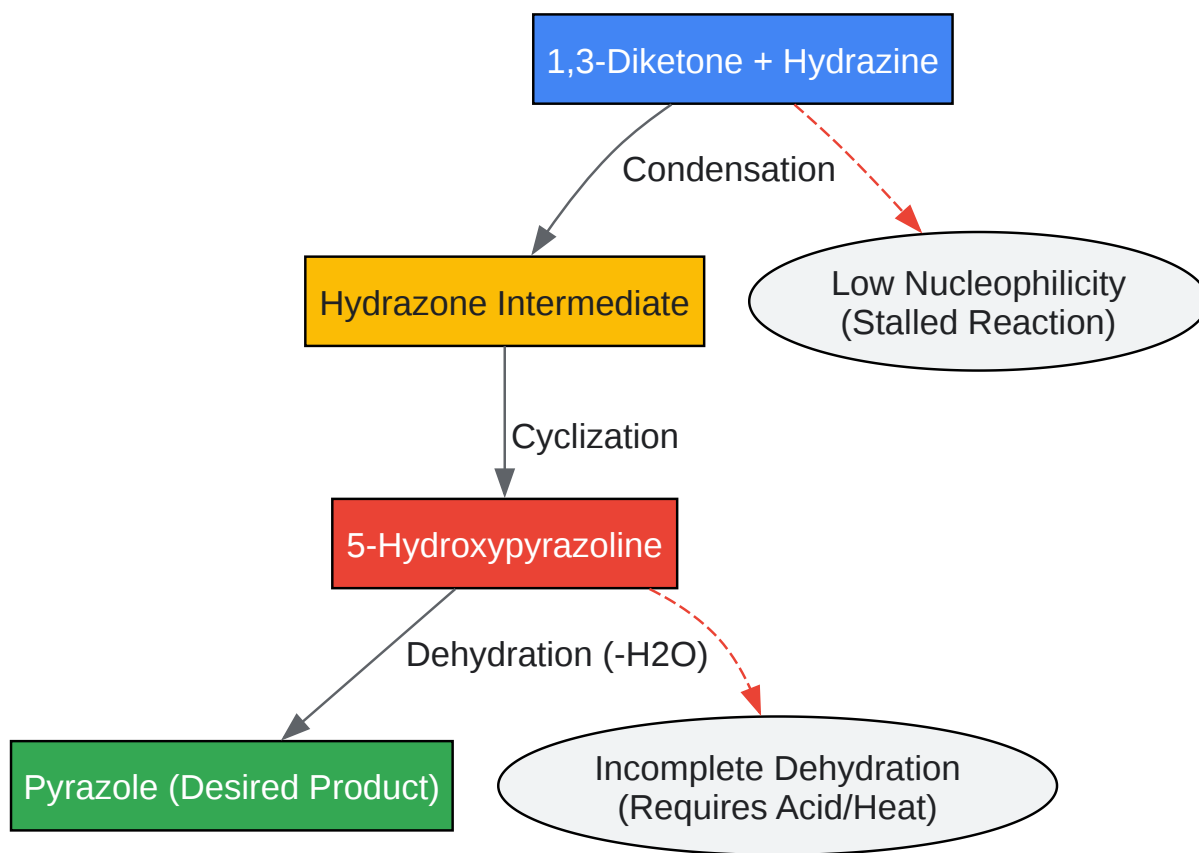 1,3-Diketone + Hydrazine
Condensation
Hydrazone Intermediate
Low Nucleophilicity
(Stalled Reaction)
Cyclization
5-Hydroxypyrazoline
Dehydration (-H2O)
Pyrazole (Desired Product)
Incomplete Dehydration
(Requires Acid/Heat)